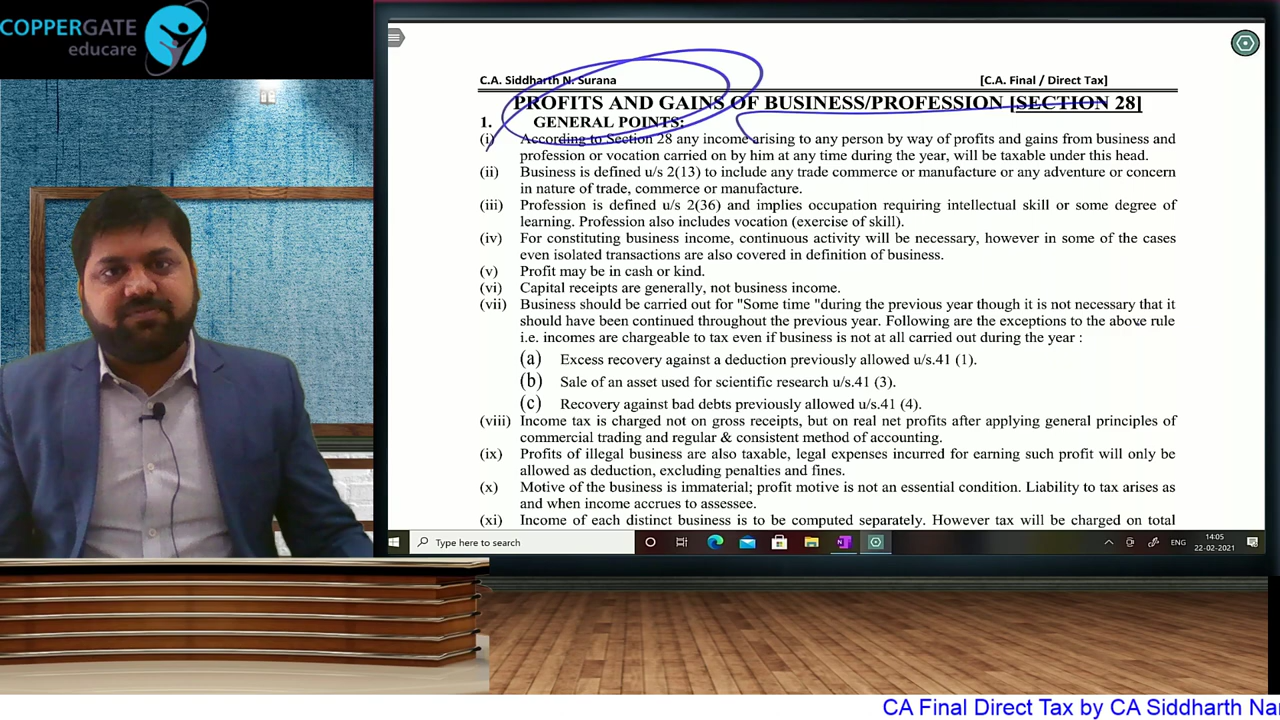 COPPERGATE
educare
C.A. Siddharth N. Surana [C.A. Final / Direct Tax]
PROFITS AND GAINS OF BUSINESS/PROFESSION [SECTION 28]
1. GENERAL POINTS:
(i) According to Section 28 any income arising to any person by way of profits and gains from business and
profession or vocation carried on by him at any time during the year, will be taxable under this head.
(ii) Business is defined u/s 2(13) to include any trade commerce or manufacture or any adventure or concern
in nature of trade, commerce or manufacture.
(iii) Profession is defined u/s 2(36) and implies occupation requiring intellectual skill or some degree of
learning. Profession also includes vocation (exercise of skill).
(iv) For constituting business income, continuous activity will be necessary, however in some of the cases
even isolated transactions are also covered in definition of business.
(v) Profit may be in cash or kind.
(vi) Capital receipts are generally, not business income.
(vii) Business should be carried out for "Some time "during the previous year though it is not necessary that it
should have been continued throughout the previous year. Following are the exceptions to the above rule
i.e. incomes are chargeable to tax even if business is not at all carried out during the year :
(a) Excess recovery against a deduction previously allowed u/s.41 (1).
(b) Sale of an asset used for scientific research u/s.41 (3).
(c) Recovery against bad debts previously allowed u/s.41 (4).
(viii) Income tax is charged not on gross receipts, but on real net profits after applying general principles of
commercial trading and regular & consistent method of accounting.
(ix) Profits of illegal business are also taxable, legal expenses incurred for earning such profit will only be
allowed as deduction, excluding penalties and fines.
(x) Motive of the business is immaterial; profit motive is not an essential condition. Liability to tax arises as
and when income accrues to assessee.
(xi) Income of each distinct business is to be computed separately. However tax will be charged on total
Type here to search
ENG
14:05
22-02-2021
CA Final Direct Tax by CA Siddharth Nar